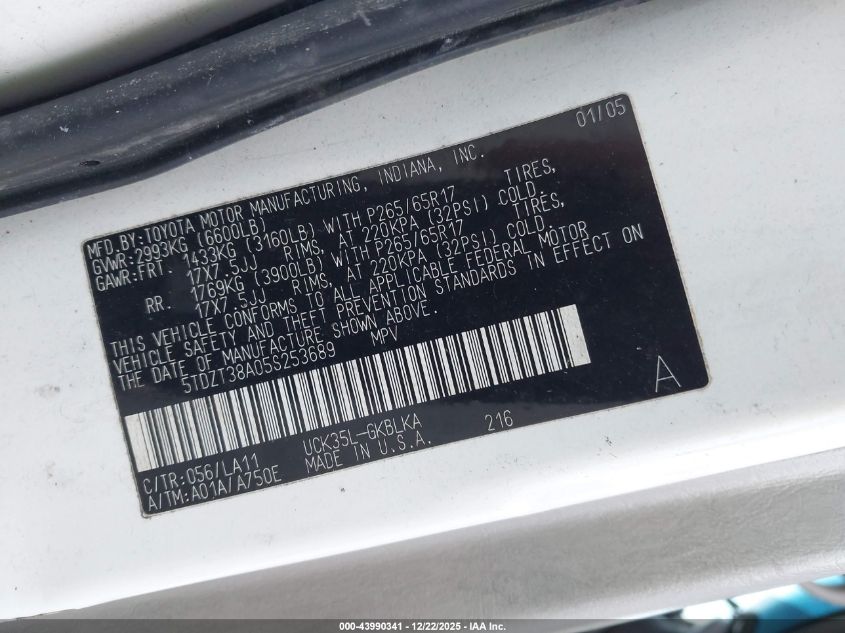 01/05
MFD.BY:TOYOTA MOTOR MANUFACTURING, INDIANA, INC.
GVWR:2993KG (6600LB)
GAWR:FRT. 1433KG (3160LB) WITH P265/65R17 TIRES,
17X7.5JJ RIMS, AT 220KPA (32PSI) COLD.
RR. 1769KG (3900LB) WITH P265/65R17 TIRES,
17X7.5JJ RIMS, AT 220KPA (32PSI) COLD.
THIS VEHICLE CONFORMS TO ALL APPLICABLE FEDERAL MOTOR
VEHICLE SAFETY AND THEFT PREVENTION STANDARDS IN EFFECT ON
THE DATE OF MANUFACTURE SHOWN ABOVE.
5TDZT38A05S253689 MPV
A
C/TR:056/LA11 UCK35L-GKBLKA 216
A/TM:A01A/A750E MADE IN U.S.A.
000-43990341 - 12/22/2025 - IAA Inc.